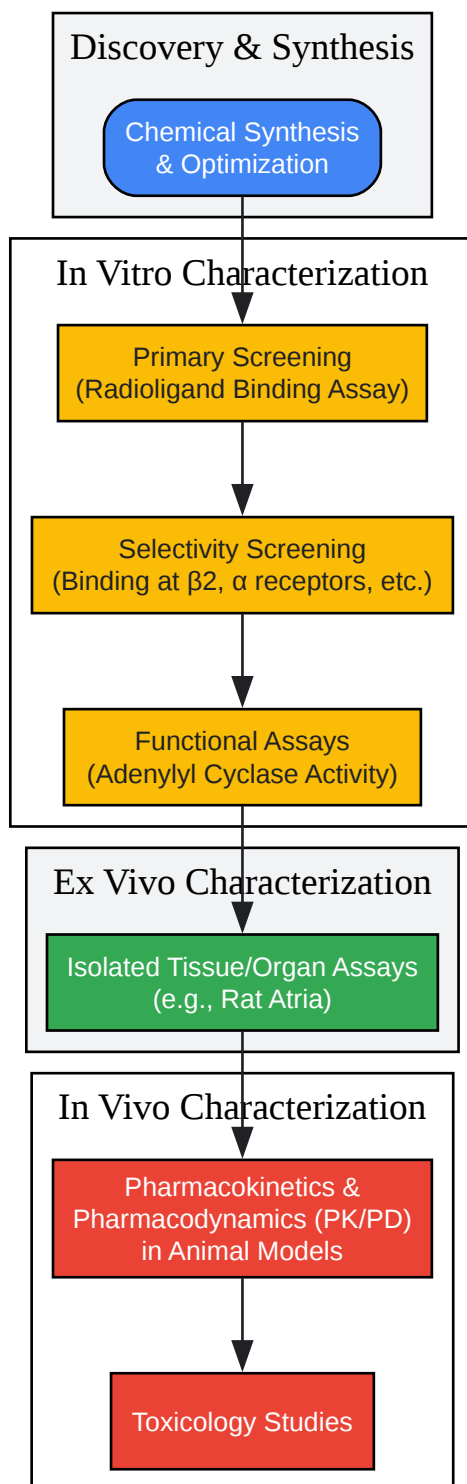 Discovery & Synthesis
Chemical Synthesis
& Optimization
In Vitro Characterization
Primary Screening
(Radioligand Binding Assay)
Selectivity Screening
(Binding at β2, α receptors, etc.)
Functional Assays
(Adenylyl Cyclase Activity)
Ex Vivo Characterization
Isolated Tissue/Organ Assays
(e.g., Rat Atria)
In Vivo Characterization
Pharmacokinetics &
Pharmacodynamics (PK/PD)
in Animal Models
Toxicology Studies